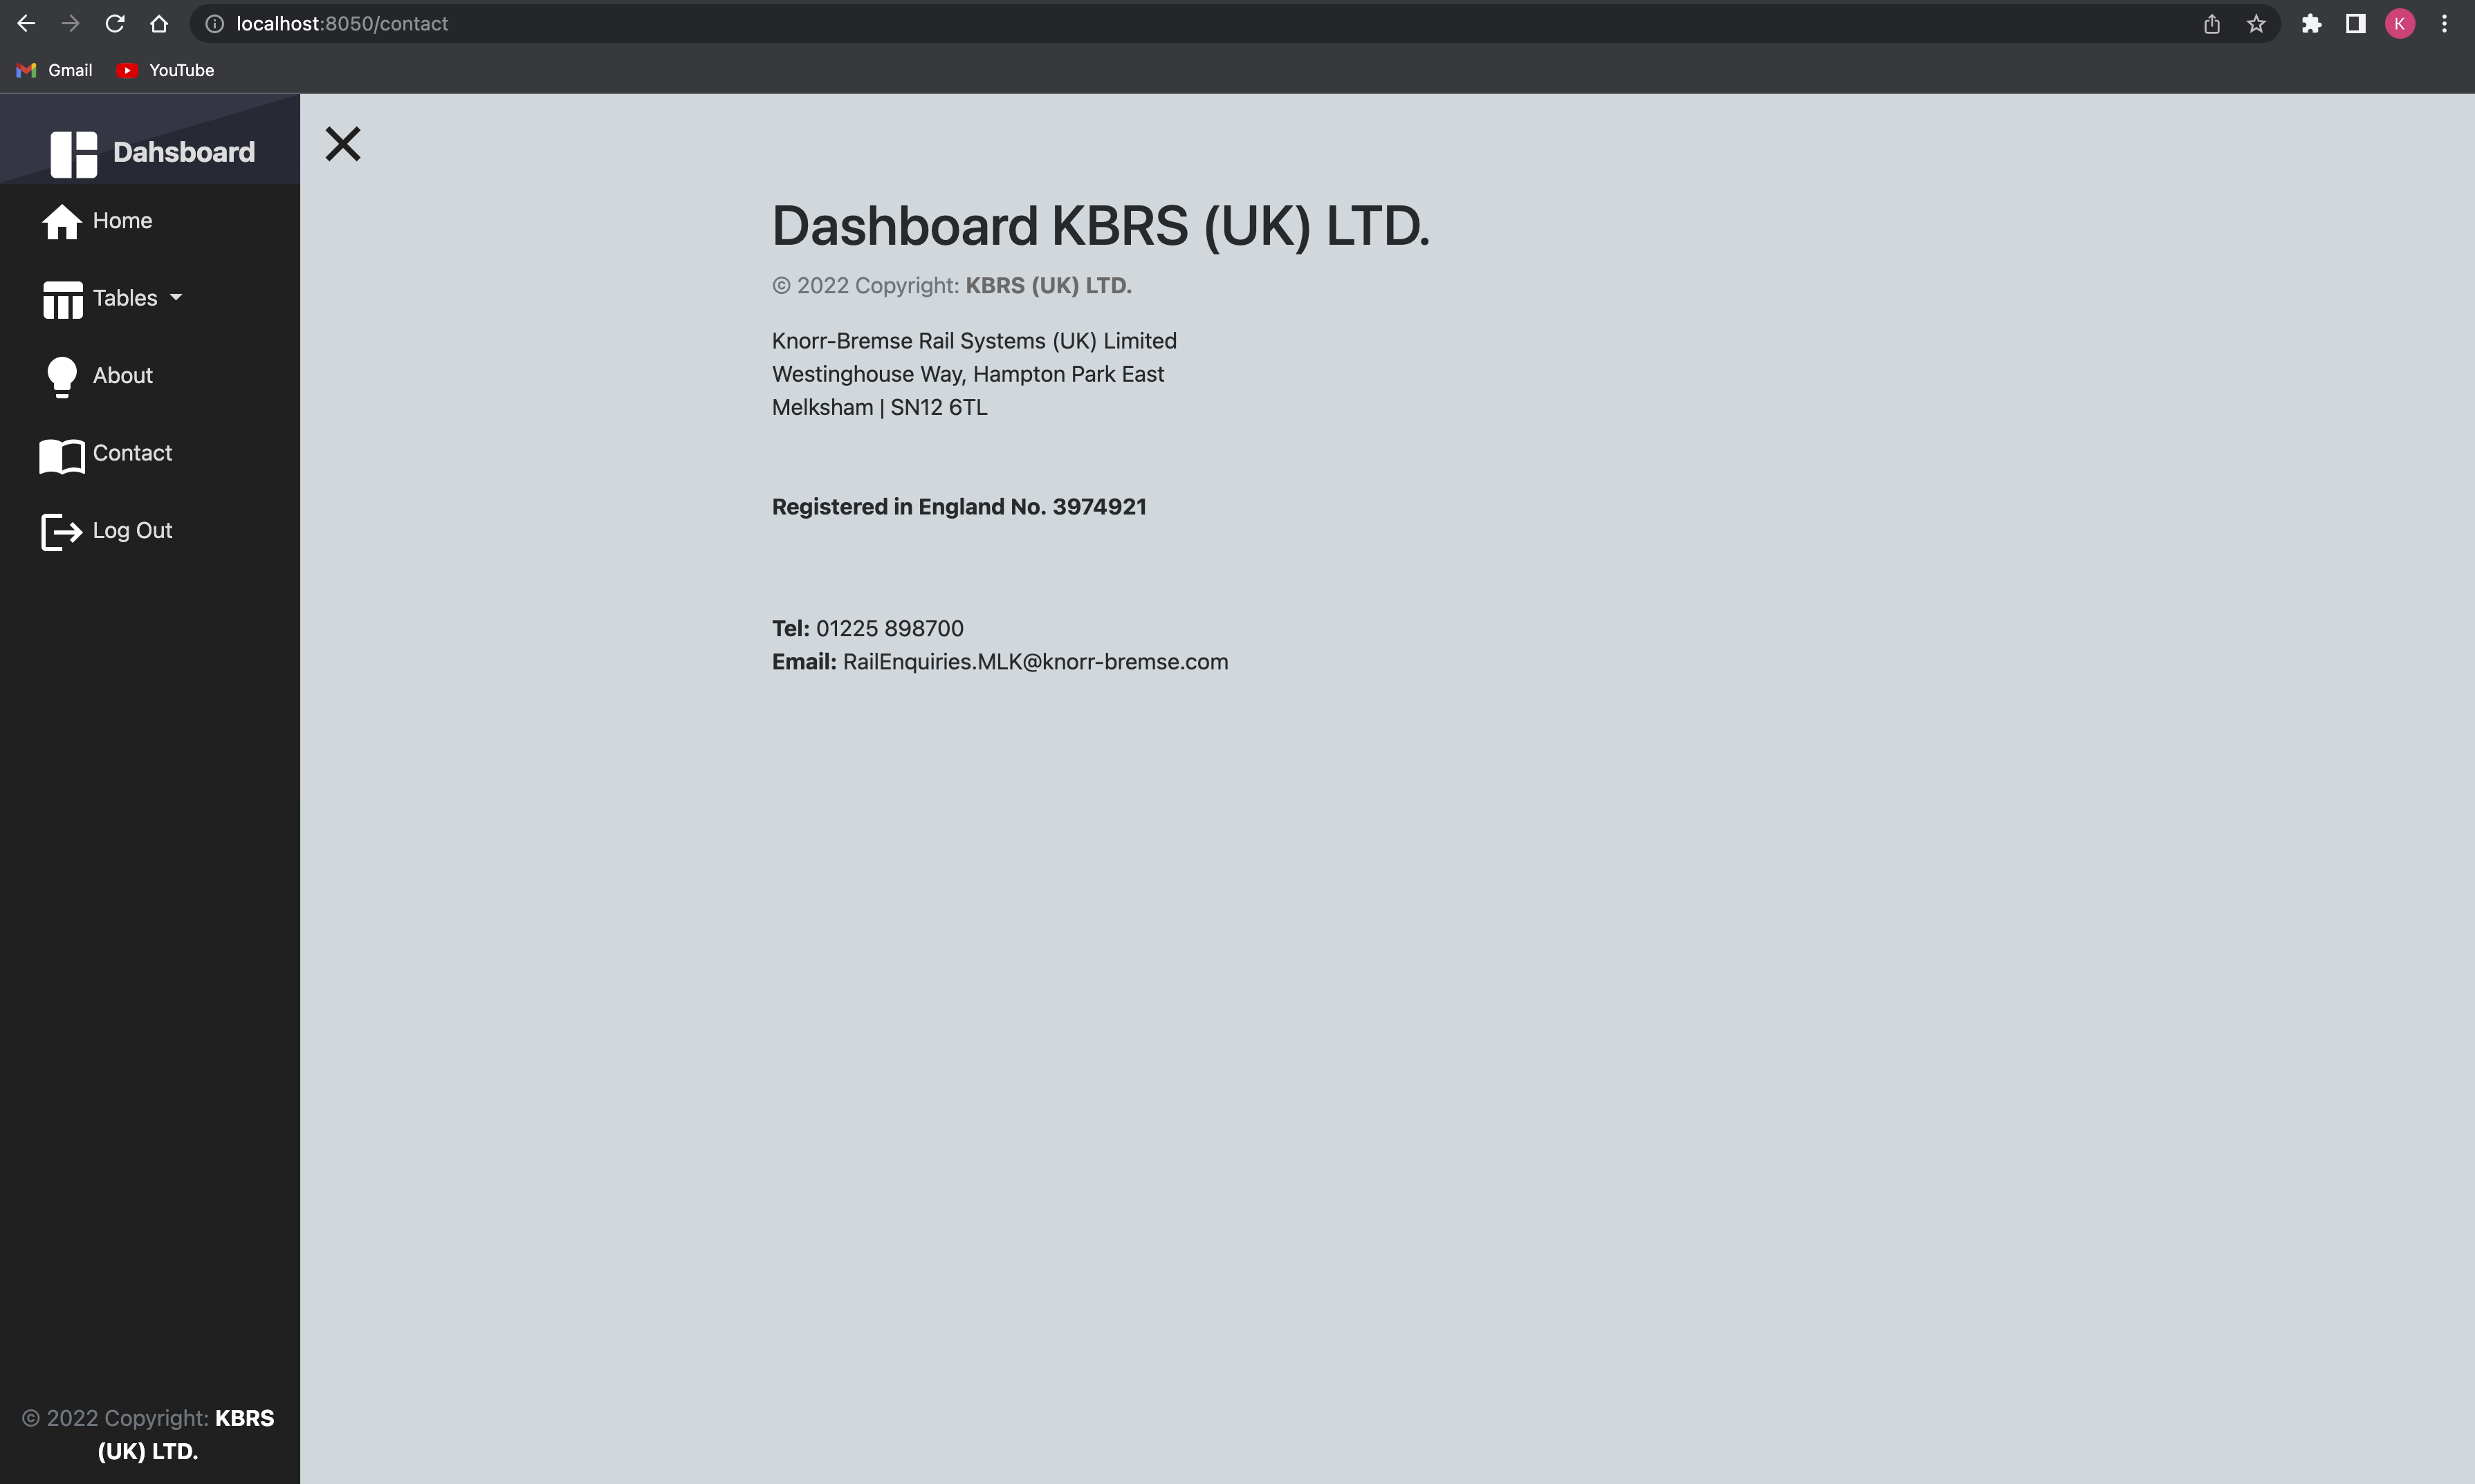 localhost:8050/contact
K
Gmail
YouTube
Dahsboard
Home
Tables
About
Contact
Log Out
© 2022 Copyright: KBRS
(UK) LTD.
Dashboard KBRS (UK) LTD.
© 2022 Copyright: KBRS (UK) LTD.
Knorr-Bremse Rail Systems (UK) Limited
Westinghouse Way, Hampton Park East
Melksham | SN12 6TL
Registered in England No. 3974921
Tel: 01225 898700
Email: RailEnquiries.MLK@knorr-bremse.com